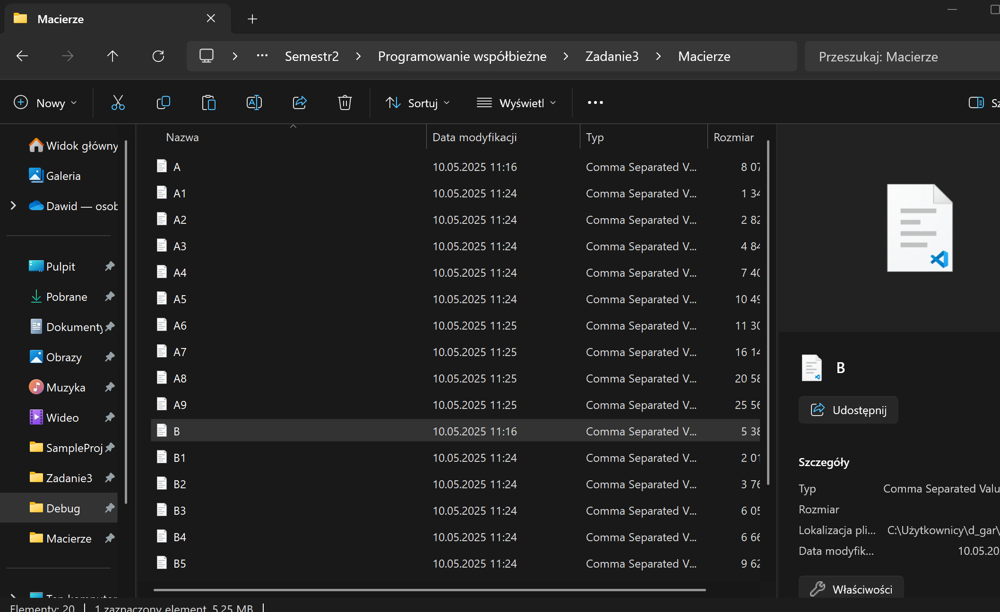 Macierze
Semestr2 > Programowanie współbieżne > Zadanie3 > Macierze
Przeszukaj: Macierze
Nowy
Sortuj
Wyświetl
Nazwa Data modyfikacji Typ Rozmiar
Widok główny
Galeria
Dawid — osob
Pulpit
Pobrane
Dokumenty
Obrazy
Muzyka
Wideo
SampleProj
Zadanie3
Debug
Macierze
A 10.05.2025 11:16 Comma Separated V... 8 07
A1 10.05.2025 11:24 Comma Separated V... 1 34
A2 10.05.2025 11:24 Comma Separated V... 2 82
A3 10.05.2025 11:24 Comma Separated V... 4 84
A4 10.05.2025 11:24 Comma Separated V... 7 40
A5 10.05.2025 11:24 Comma Separated V... 10 49
A6 10.05.2025 11:25 Comma Separated V... 11 30
A7 10.05.2025 11:25 Comma Separated V... 16 14
A8 10.05.2025 11:25 Comma Separated V... 20 58
A9 10.05.2025 11:25 Comma Separated V... 25 56
B 10.05.2025 11:16 Comma Separated V... 5 38
B1 10.05.2025 11:24 Comma Separated V... 2 01
B2 10.05.2025 11:24 Comma Separated V... 3 76
B3 10.05.2025 11:24 Comma Separated V... 6 05
B4 10.05.2025 11:24 Comma Separated V... 6 66
B5 10.05.2025 11:24 Comma Separated V... 9 62
B
Udostępnij
Szczegóły
Typ Comma Separated Valu
Rozmiar
Lokalizacja pli... C:\Użytkownicy\d_gar\
Data modyfik... 10.05.20
Właściwości
Elementy: 20 | 1 zaznaczony element 5,25 MB |